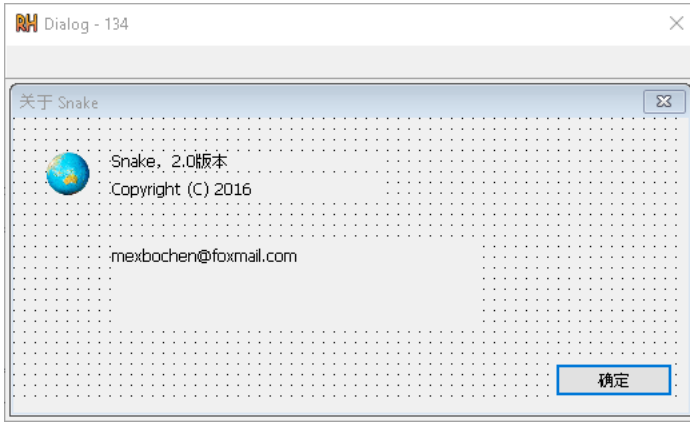 RH Dialog - 134
关于 Snake
Snake，2.0版本
Copyright (C) 2016
mexbochen@foxmail.com
确定